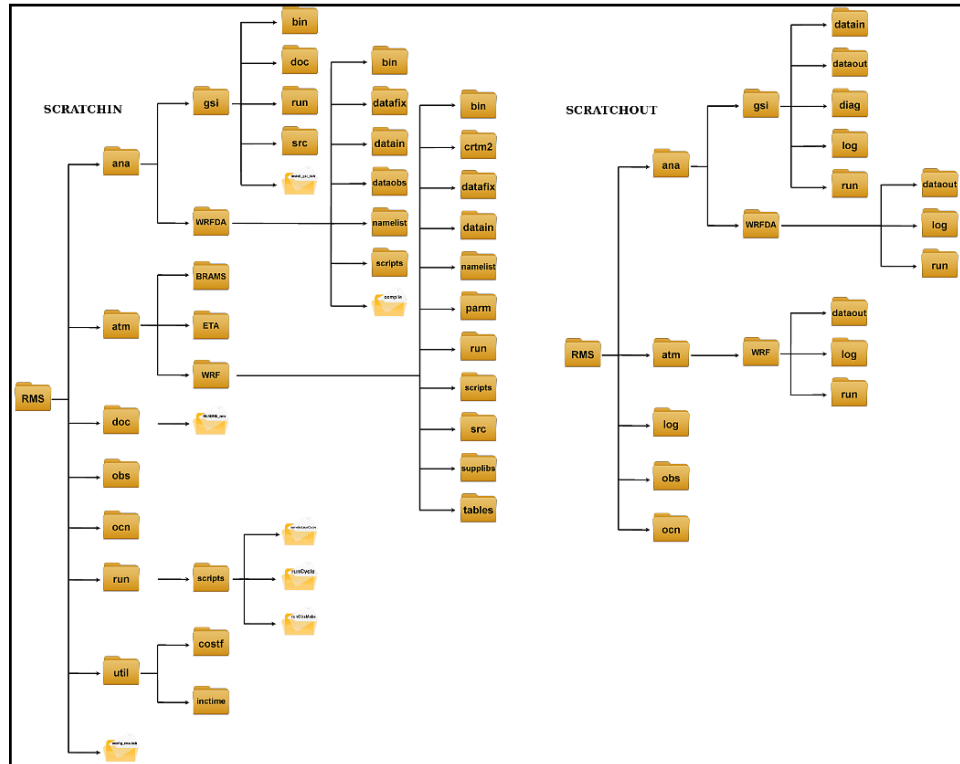 SCRATCHIN
RMS
ana
gsi
bin
doc
run
src
WRFDA
bin
datafix
datain
dataobs
namelist
scripts
compile
atm
BRAMS
ETA
WRF
bin
crtm2
datafix
datain
namelist
parm
run
scripts
src
supplibs
tables
doc
obs
ocn
run
scripts
runCycle
util
costf
inctime
SCRATCHOUT
RMS
ana
gsi
datain
dataout
diag
log
run
WRFDA
dataout
log
run
atm
WRF
dataout
log
run
log
obs
ocn